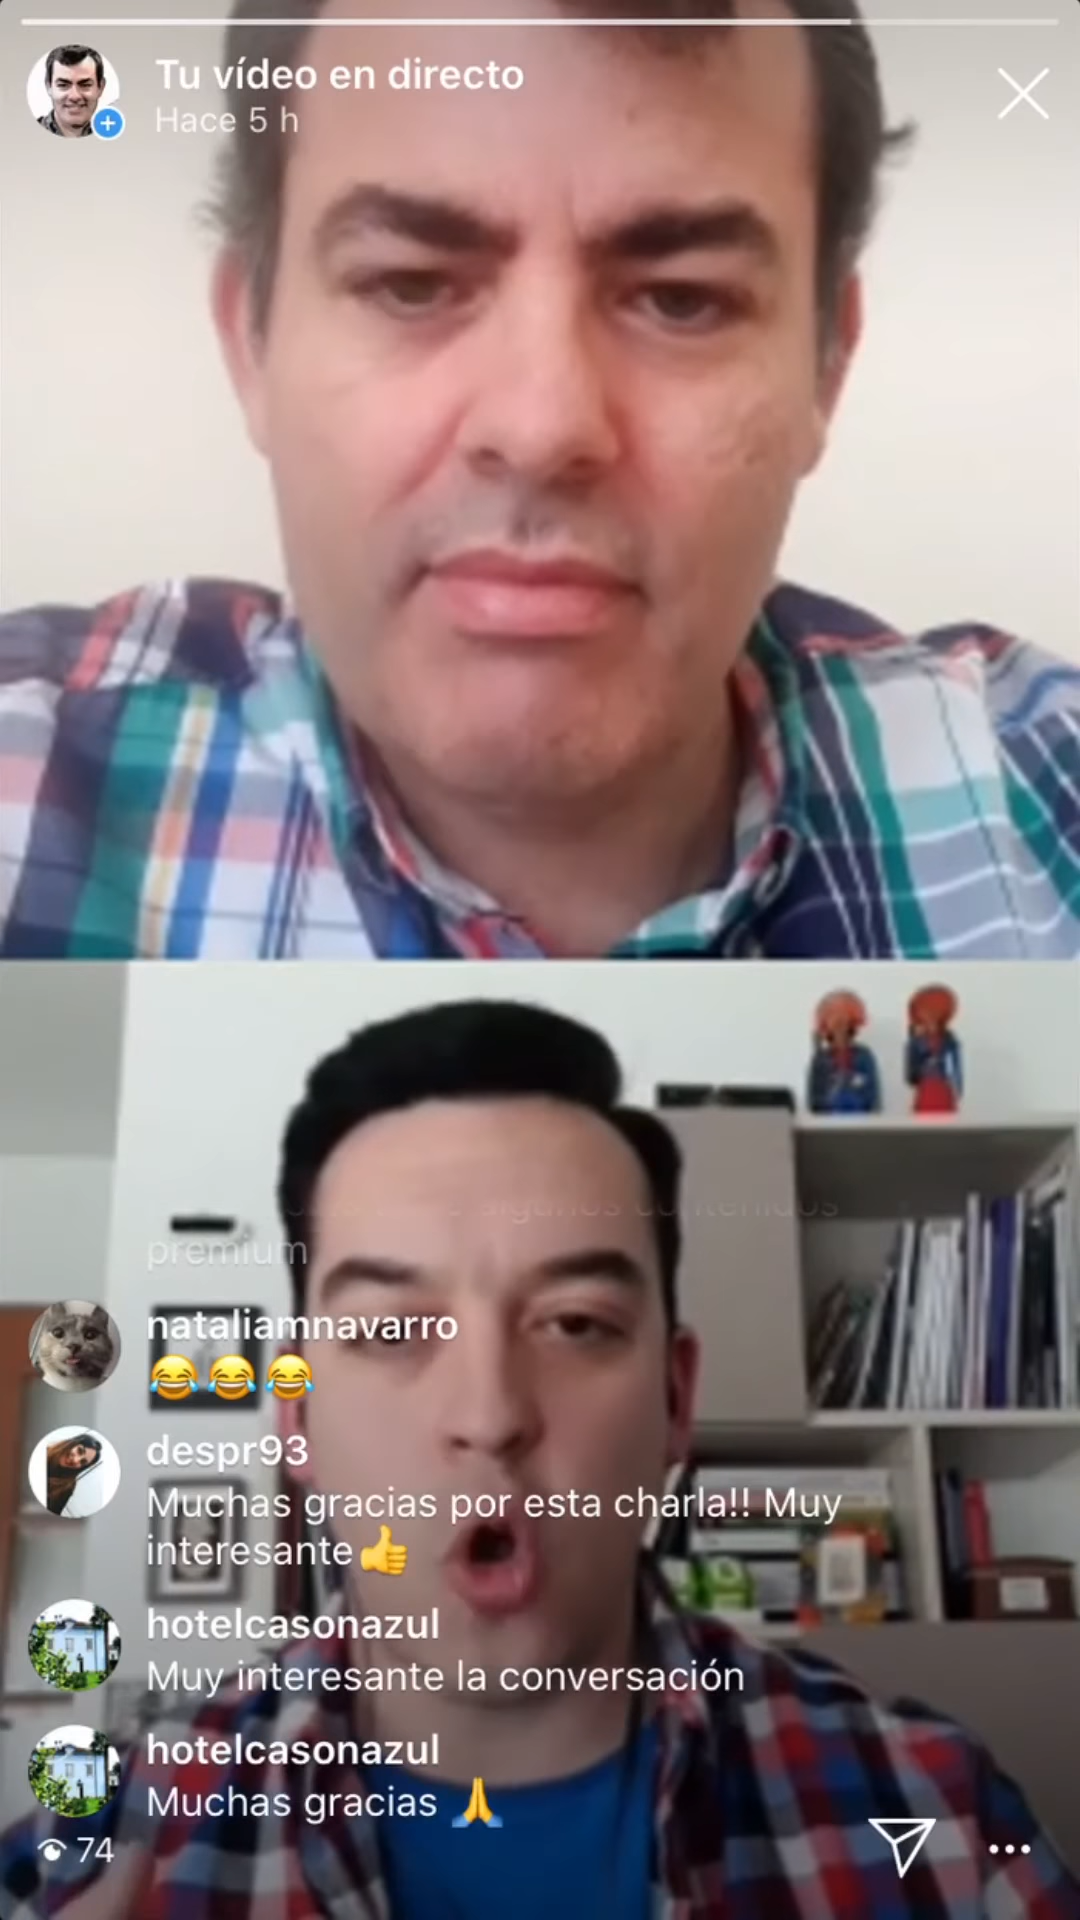 Tu vídeo en directo
Hace 5 h
premium
nataliamnavarro
😂😂😂
despr93
Muchas gracias por esta charla!! Muy
interesante👍
hotelcasonazul
Muy interesante la conversación
hotelcasonazul
Muchas gracias 🙏
74